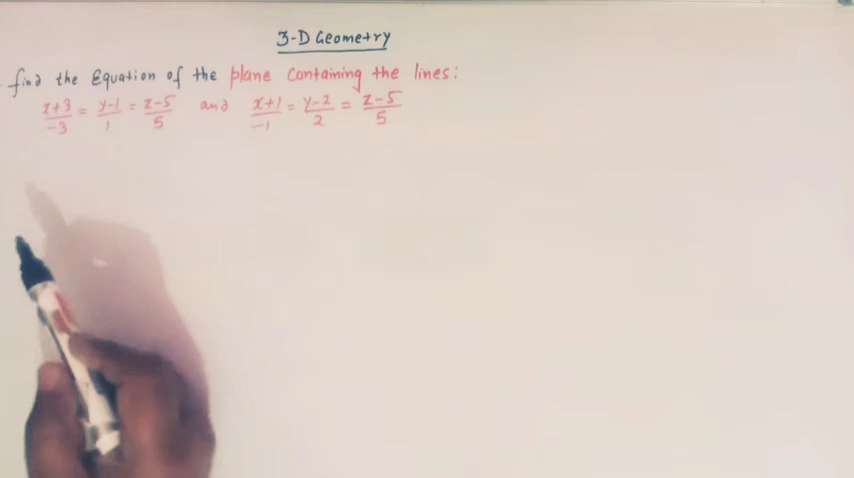 3-D Geometry
find the Equation of the plane Containing the lines:
x+3/-3 = y-1/1 = z-5/5 and x+1/-1 = y-2/2 = z-5/5